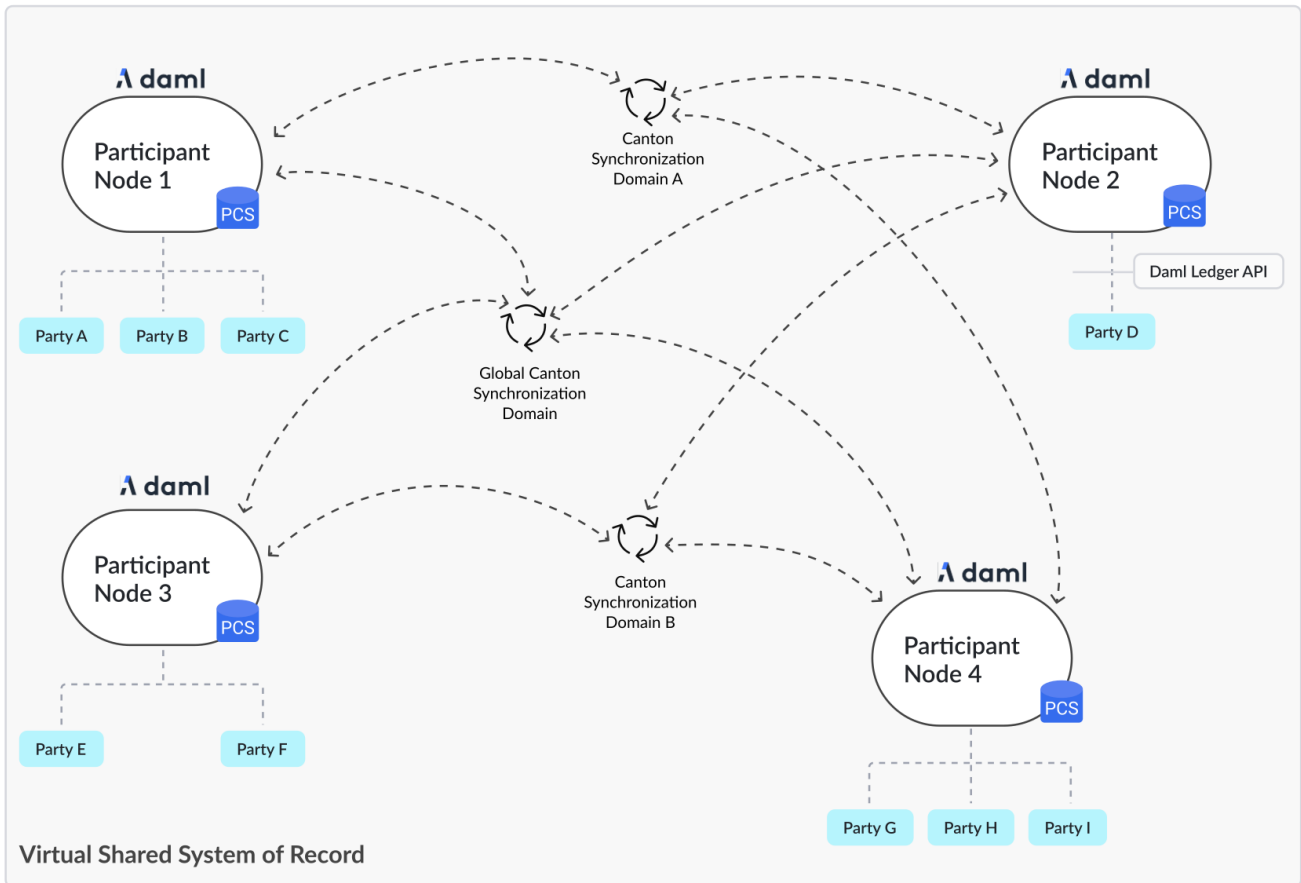 daml
Participant
Node 1
PCS
Party A
Party B
Party C
Canton
Synchronization
Domain A
daml
Participant
Node 2
PCS
Daml Ledger API
Party D
Global Canton
Synchronization
Domain
daml
Participant
Node 3
PCS
Party E
Party F
Canton
Synchronization
Domain B
daml
Participant
Node 4
PCS
Party G
Party H
Party I
Virtual Shared System of Record